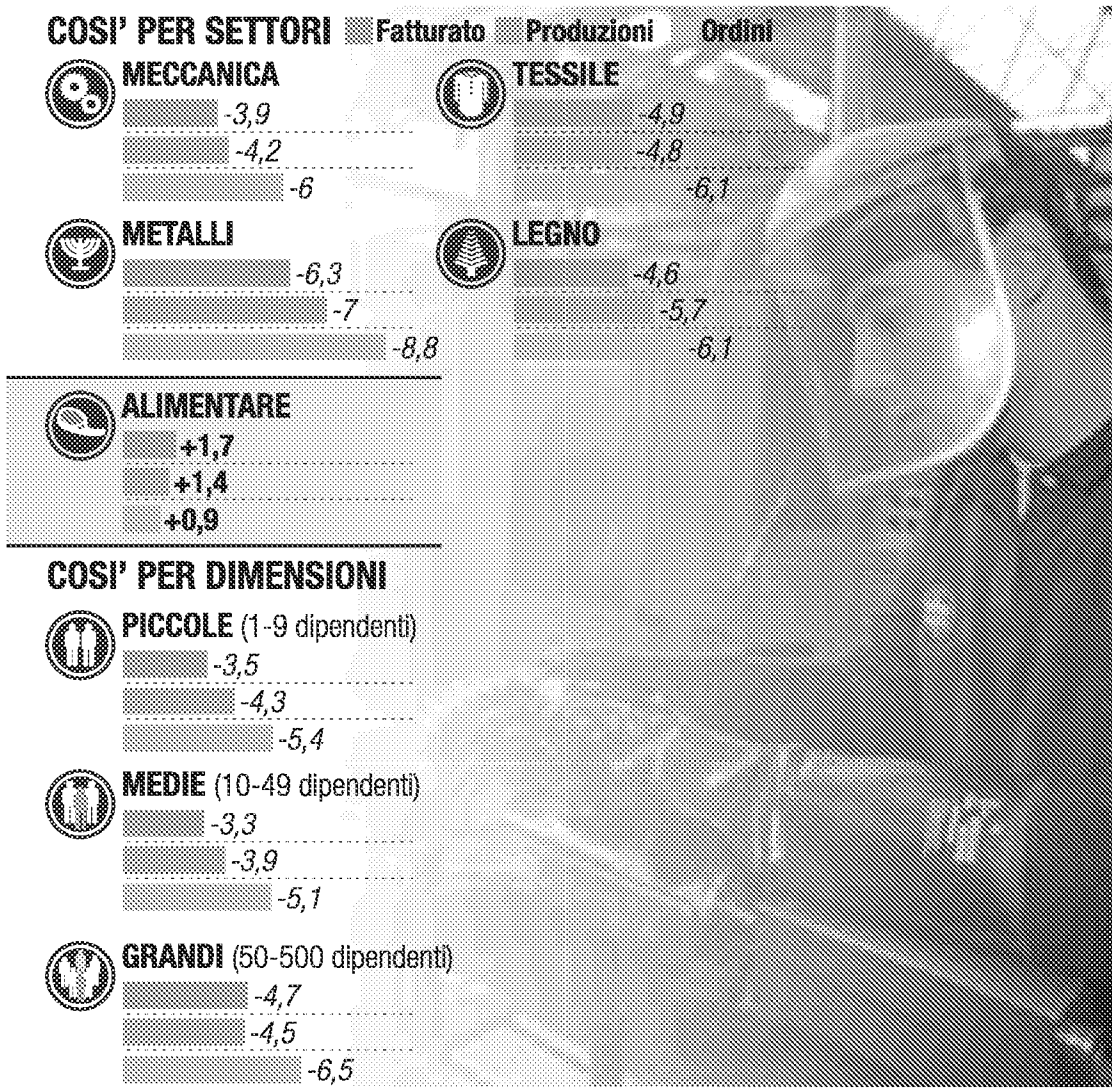 COSI' PER SETTORI Fatturato Produzioni Ordini
MECCANICA
-3,9
-4,2
-6
TESSILE
-4,9
-4,8
-6,1
METALLI
-6,3
-7
-8,8
LEGNO
-4,6
-5,7
-6,1
ALIMENTARE
+1,7
+1,4
+0,9
COSI' PER DIMENSIONI
PICCOLE (1-9 dipendenti)
-3,5
-4,3
-5,4
MEDIE (10-49 dipendenti)
-3,3
-3,9
-5,1
GRANDI (50-500 dipendenti)
-4,7
-4,5
-6,5